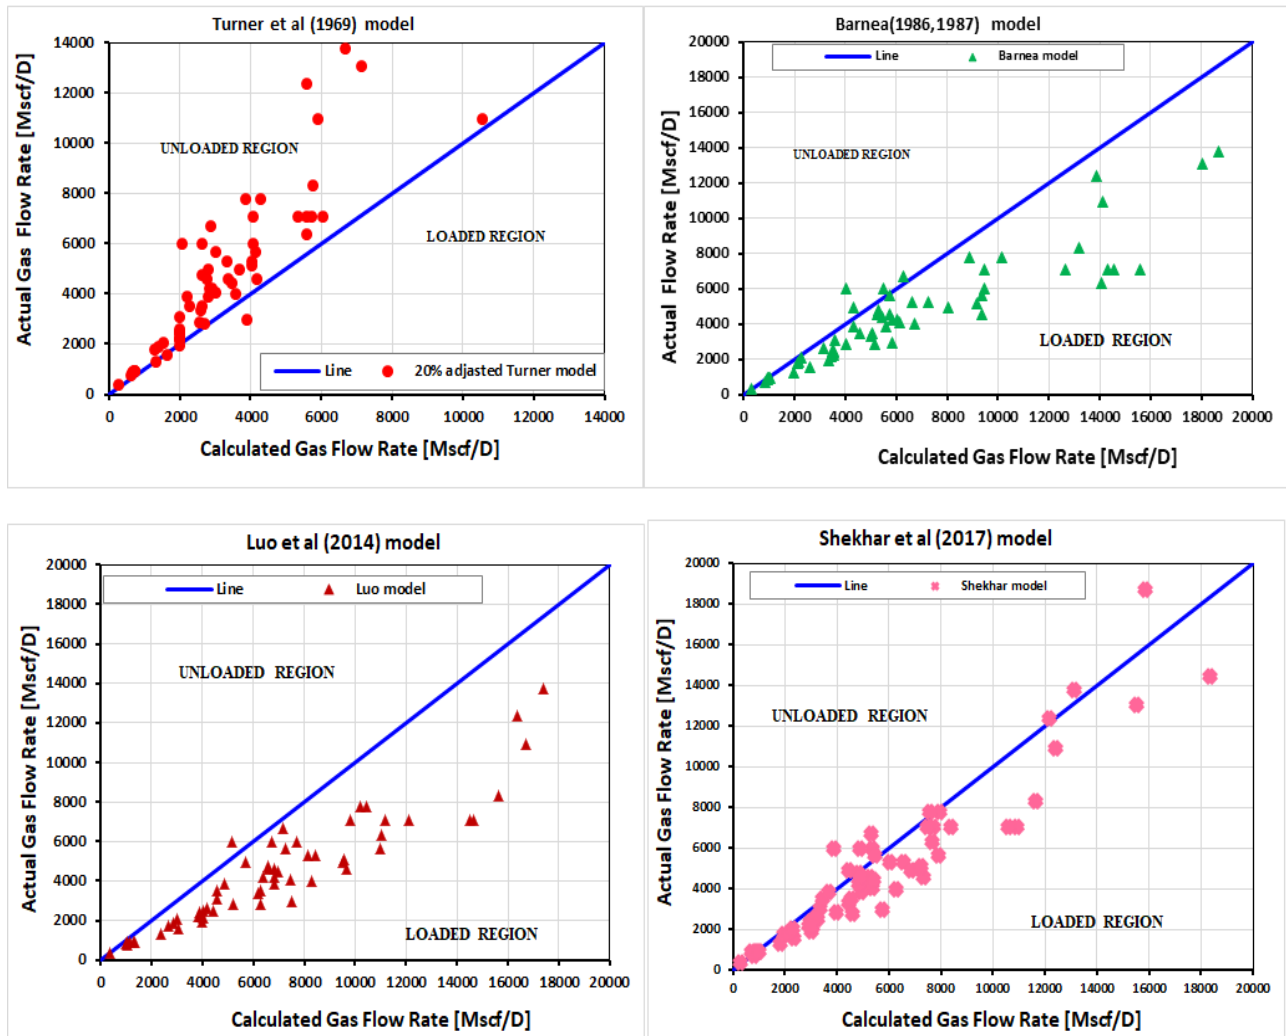 Turner et al (1969) model
Actual Gas Flow Rate [Mscf/D]
14000
12000
10000
8000
6000
4000
2000
0
UNLOADED REGION
LOADED REGION
Line
20% adjusted Turner model
0 2000 4000 6000 8000 10000 12000 14000
Calculated Gas Flow Rate [Mscf/D]
Barnea(1986,1987) model
Actual Flow Rate [Mscf/D]
20000
18000
16000
14000
12000
10000
8000
6000
4000
2000
0
Line
Barnea model
UNLOADED REGION
LOADED REGION
0 2000 4000 6000 8000 10000 12000 14000 16000 18000 20000
Calculated Gas Flow Rate [Mscf/D]
Luo et al (2014) model
Actual Gas Flow Rate [Mscf/D]
20000
18000
16000
14000
12000
10000
8000
6000
4000
2000
0
Line
Luo model
UNLOADED REGION
LOADED REGION
0 2000 4000 6000 8000 10000 12000 14000 16000 18000 20000
Calculated Gas Flow Rate [Mscf/D]
Shekhar et al (2017) model
Actual Gas Flow Rate [Mscf/D]
20000
18000
16000
14000
12000
10000
8000
6000
4000
2000
0
Line
Shekhar model
UNLOADED REGION
LOADED REGION
0 2000 4000 6000 8000 10000 12000 14000 16000 18000 20000
Calculated Gas Flow Rate [Mscf/D]